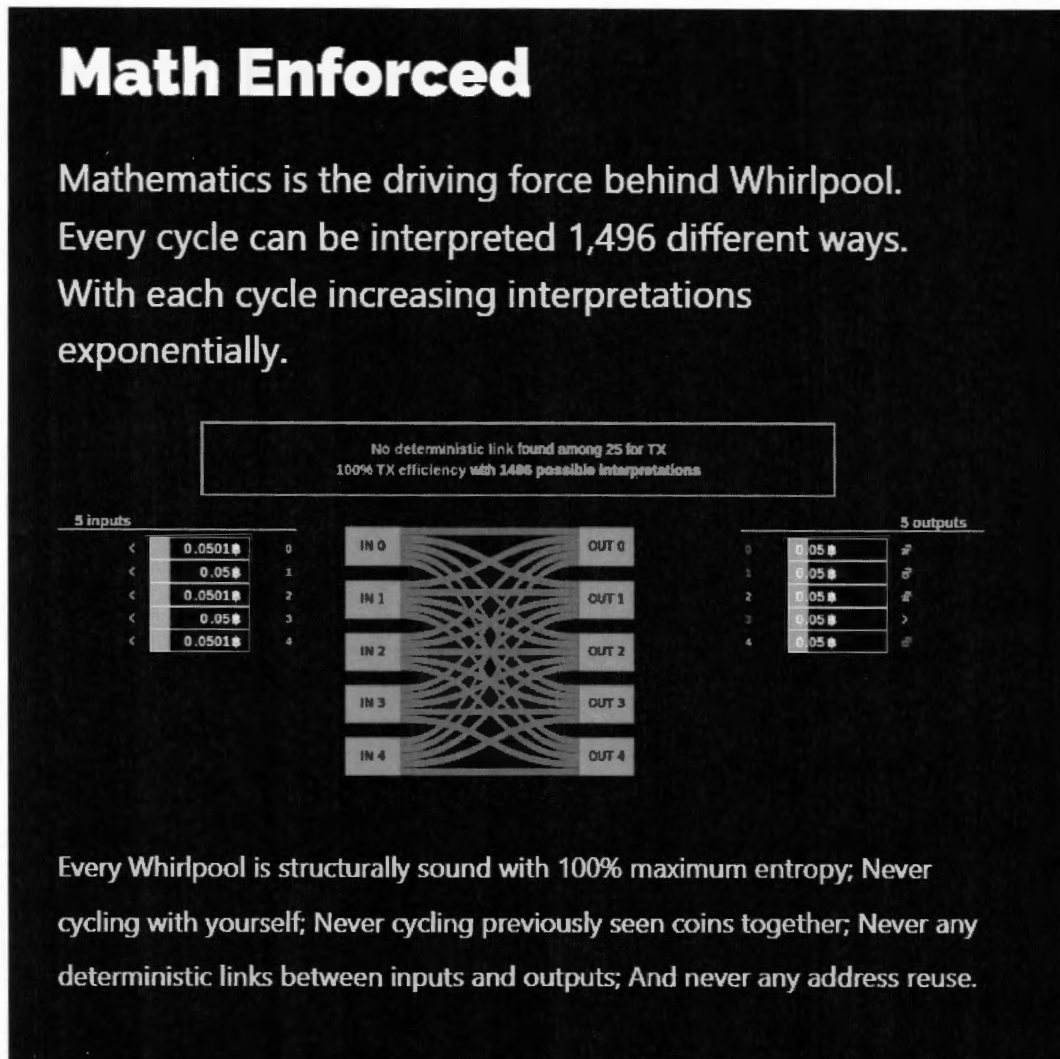 Math Enforced
Mathematics is the driving force behind Whirlpool.
Every cycle can be interpreted 1,496 different ways.
With each cycle increasing interpretations
exponentially.
No deterministic link found among 25 for TX
100% TX efficiency with 1496 possible interpretations
5 inputs
5 outputs
< 0.0501฿ 0 IN 0 OUT 0 0 0.05฿
< 0.05฿ 1 IN 1 OUT 1 1 0.05฿
< 0.0501฿ 2 IN 2 OUT 2 2 0.05฿
< 0.05฿ 3 IN 3 OUT 3 3 0.05฿ >
< 0.0501฿ 4 IN 4 OUT 4 4 0.05฿
Every Whirlpool is structurally sound with 100% maximum entropy; Never
cycling with yourself; Never cycling previously seen coins together; Never any
deterministic links between inputs and outputs; And never any address reuse.